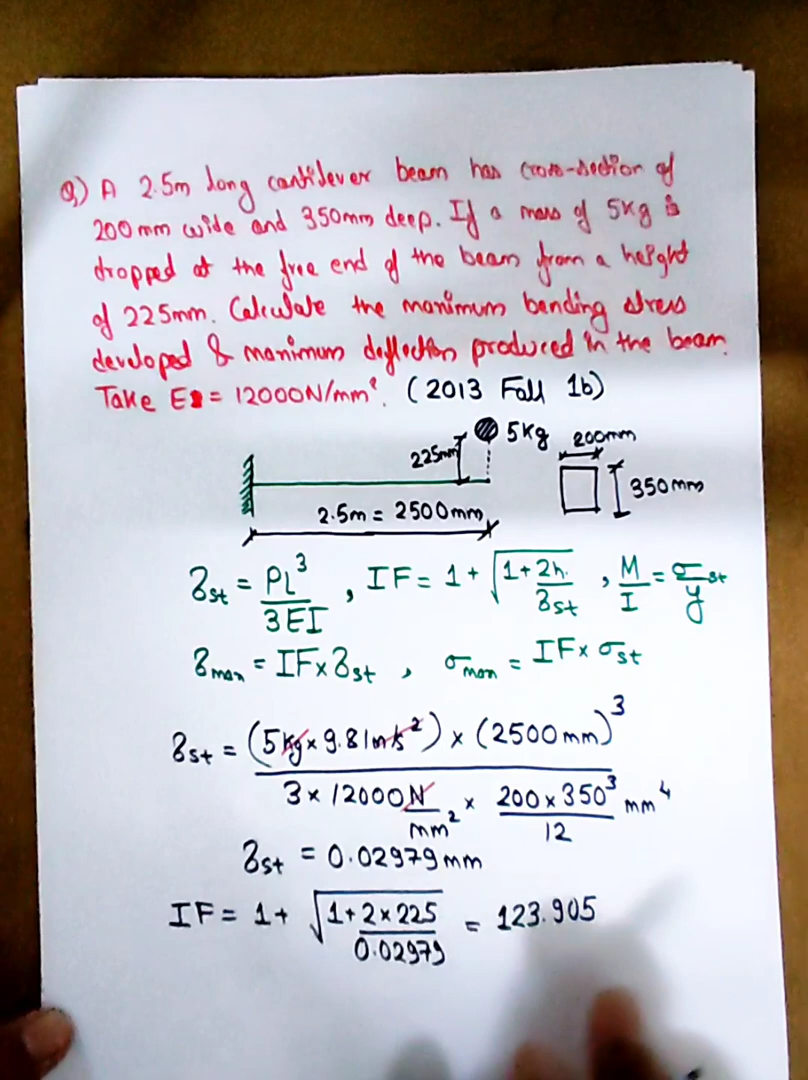 Q) A 2.5m long cantilever beam has cross-section of
200mm wide and 350mm deep. If a mass of 5Kg is
dropped at the free end of the beam from a height
of 225mm. Calculate the maximum bending stress
developed & maximum deflection produced in the beam.
Take E = 12000N/mm². (2013 Fall 1b)
5Kg 200mm
225mm
350mm
2.5m = 2500mm
δst = PL³/3EI , IF = 1 + √(1 + 2h/δst) , M/I = σst/y
δmax = IF x δst , σmax = IF x σst
δst = (5kg x 9.81m/s²) x (2500mm)³
3 x 12000N/mm² x 200 x 350³/12 mm⁴
δst = 0.02979mm
IF = 1 + √(1 + 2 x 225/0.02979) = 123.905